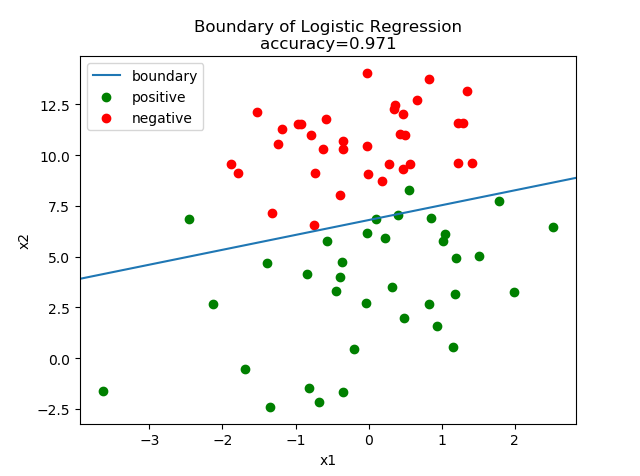 Boundary of Logistic Regression
accuracy=0.971
boundary
positive
negative
12.5
10.0
7.5
5.0
2.5
0.0
−2.5
x2
−3
−2
−1
0
1
2
x1